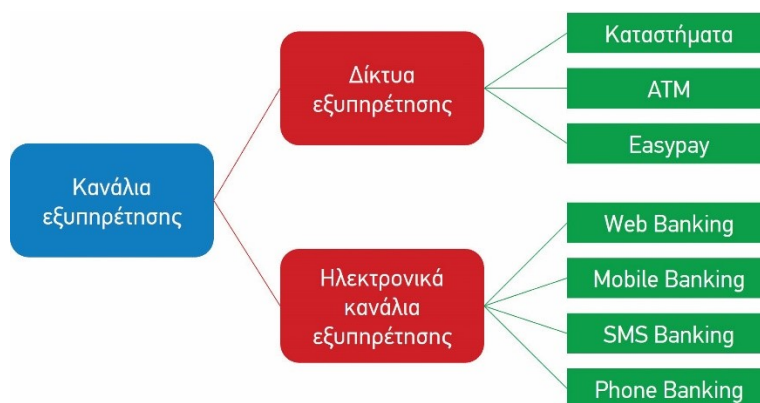 Κανάλια
εξυπηρέτησης
Δίκτυα
εξυπηρέτησης
Καταστήματα
ATM
Easypay
Ηλεκτρονικά
κανάλια
εξυπηρέτησης
Web Banking
Mobile Banking
SMS Banking
Phone Banking